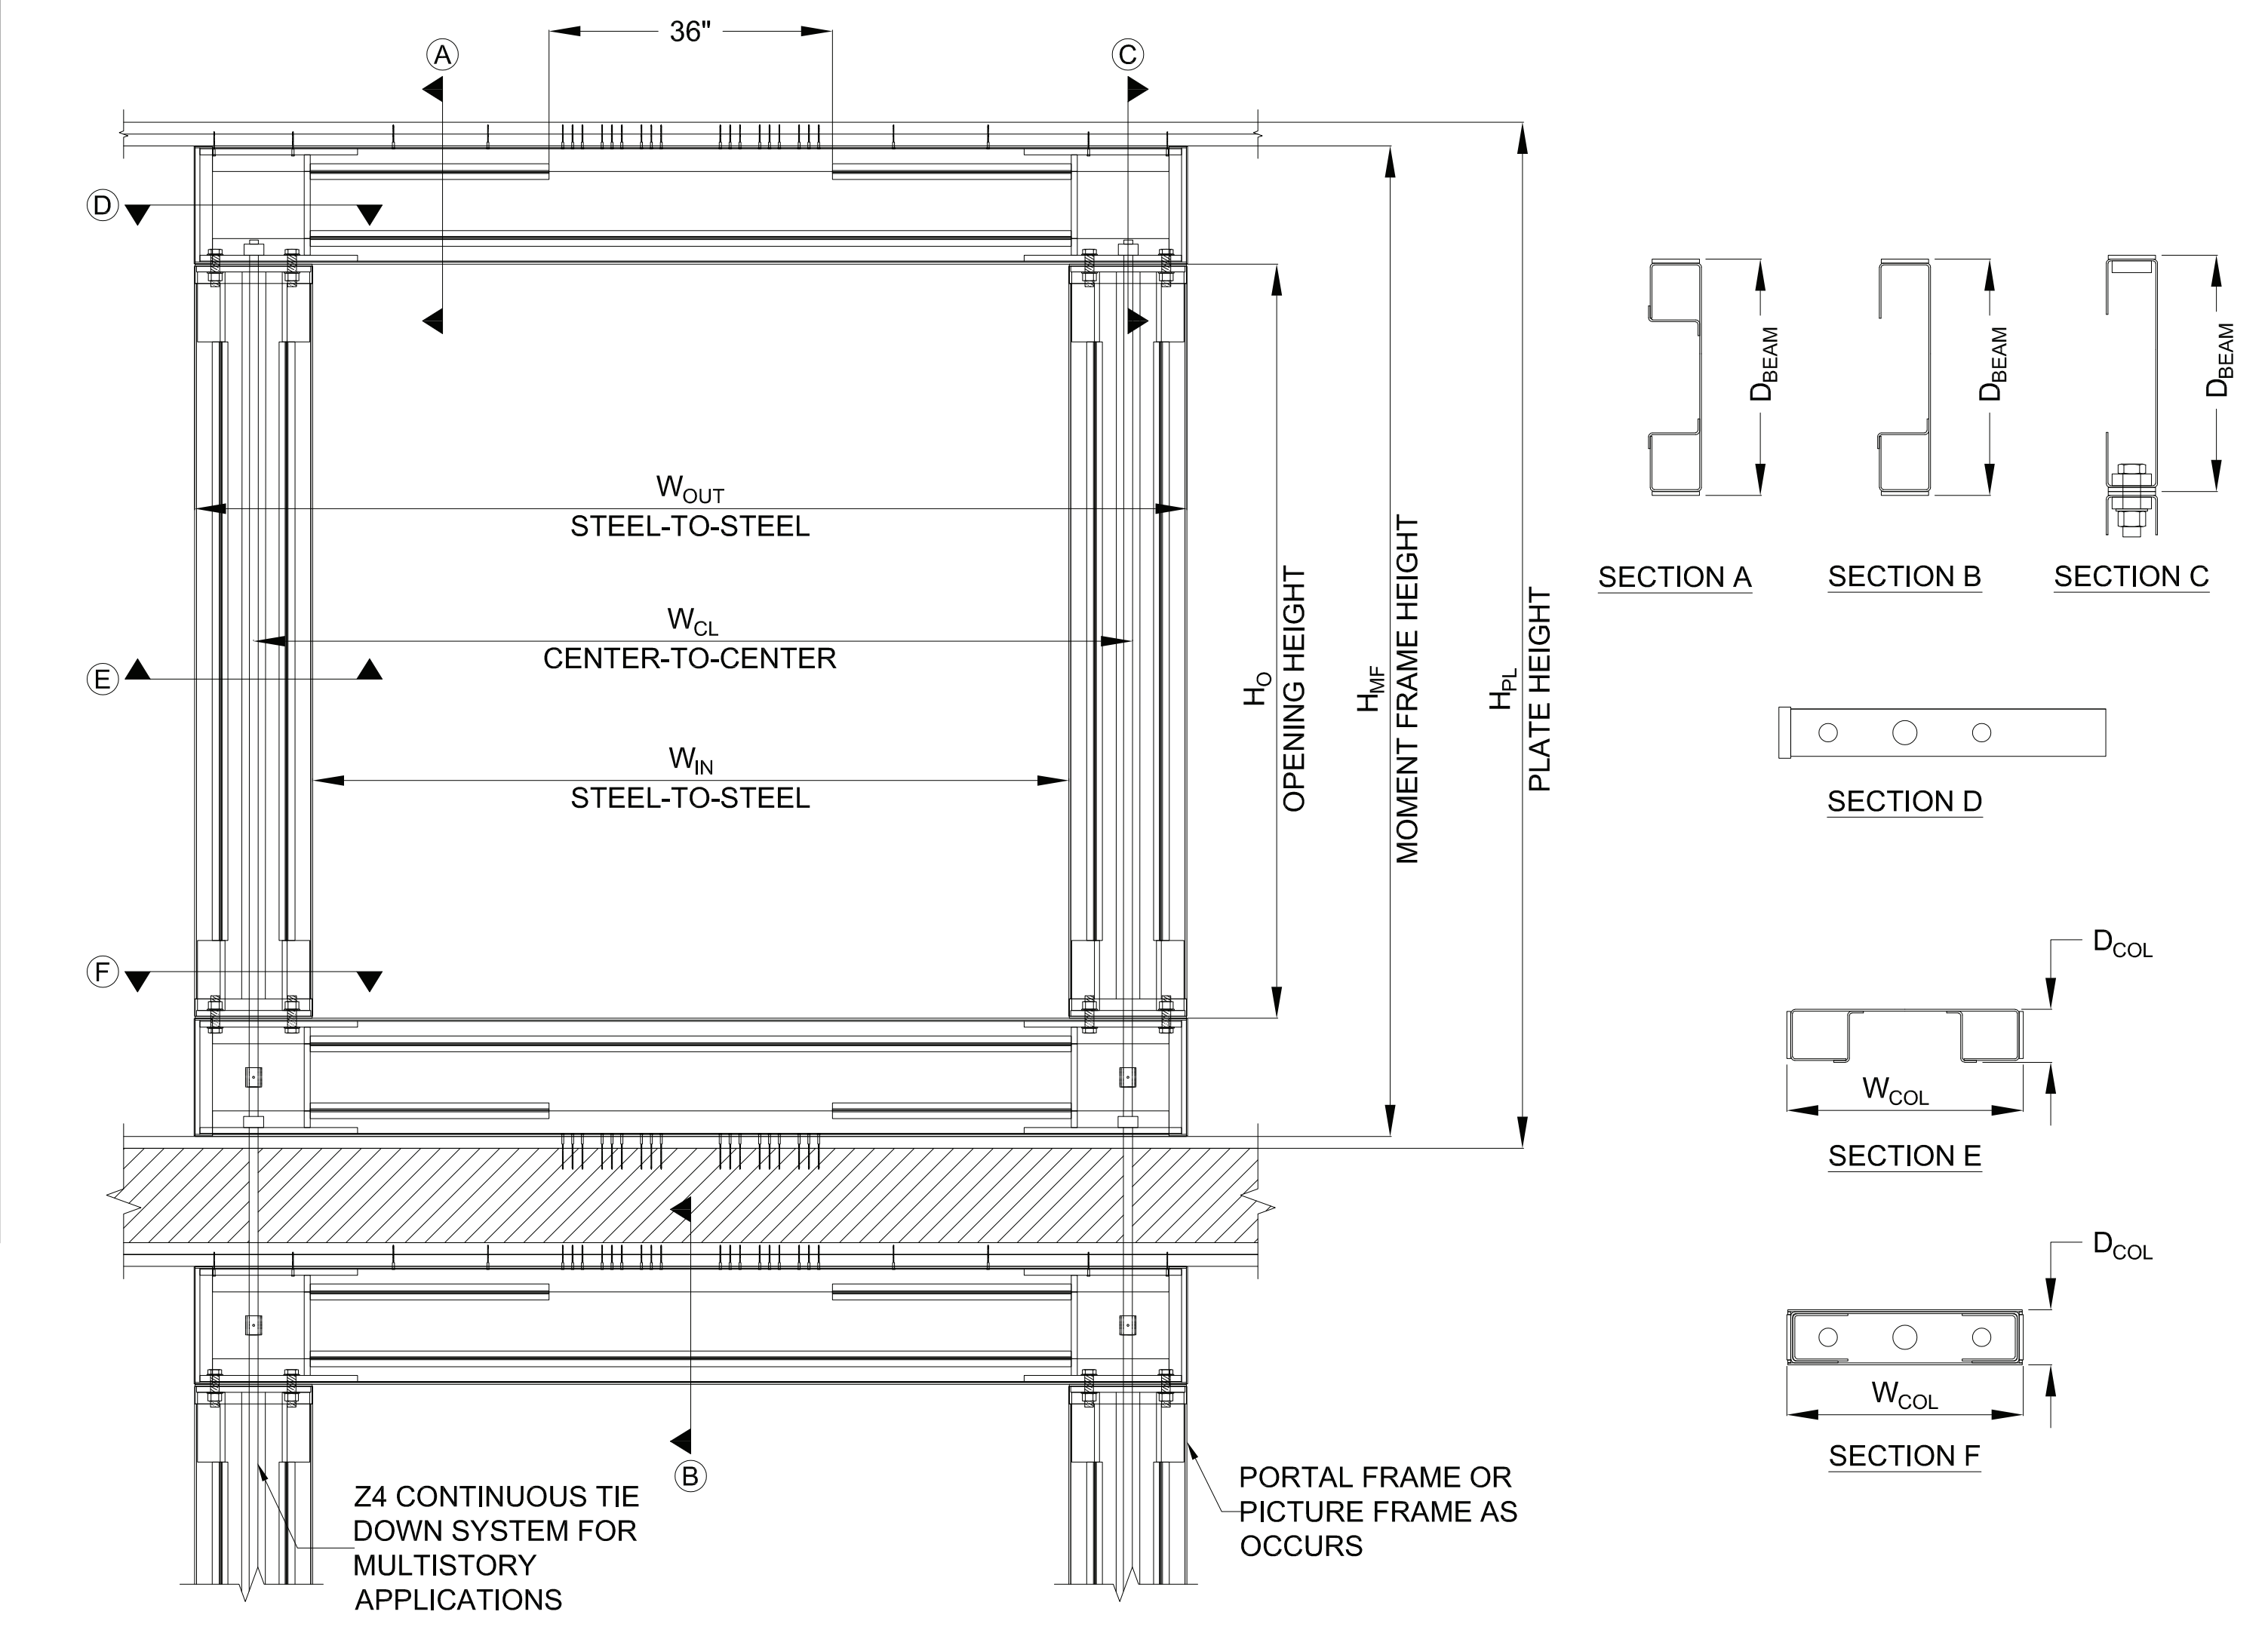 36"
A
C
D
E
F
B
W_OUT
STEEL-TO-STEEL
W_CL
CENTER-TO-CENTER
W_IN
STEEL-TO-STEEL
H_O
OPENING HEIGHT
H_MF
MOMENT FRAME HEIGHT
H_PL
PLATE HEIGHT
Z4 CONTINUOUS TIE
DOWN SYSTEM FOR
MULTISTORY
APPLICATIONS
PORTAL FRAME OR
PICTURE FRAME AS
OCCURS
D_BEAM
D_BEAM
D_BEAM
SECTION A
SECTION B
SECTION C
SECTION D
D_COL
W_COL
SECTION E
D_COL
W_COL
SECTION F